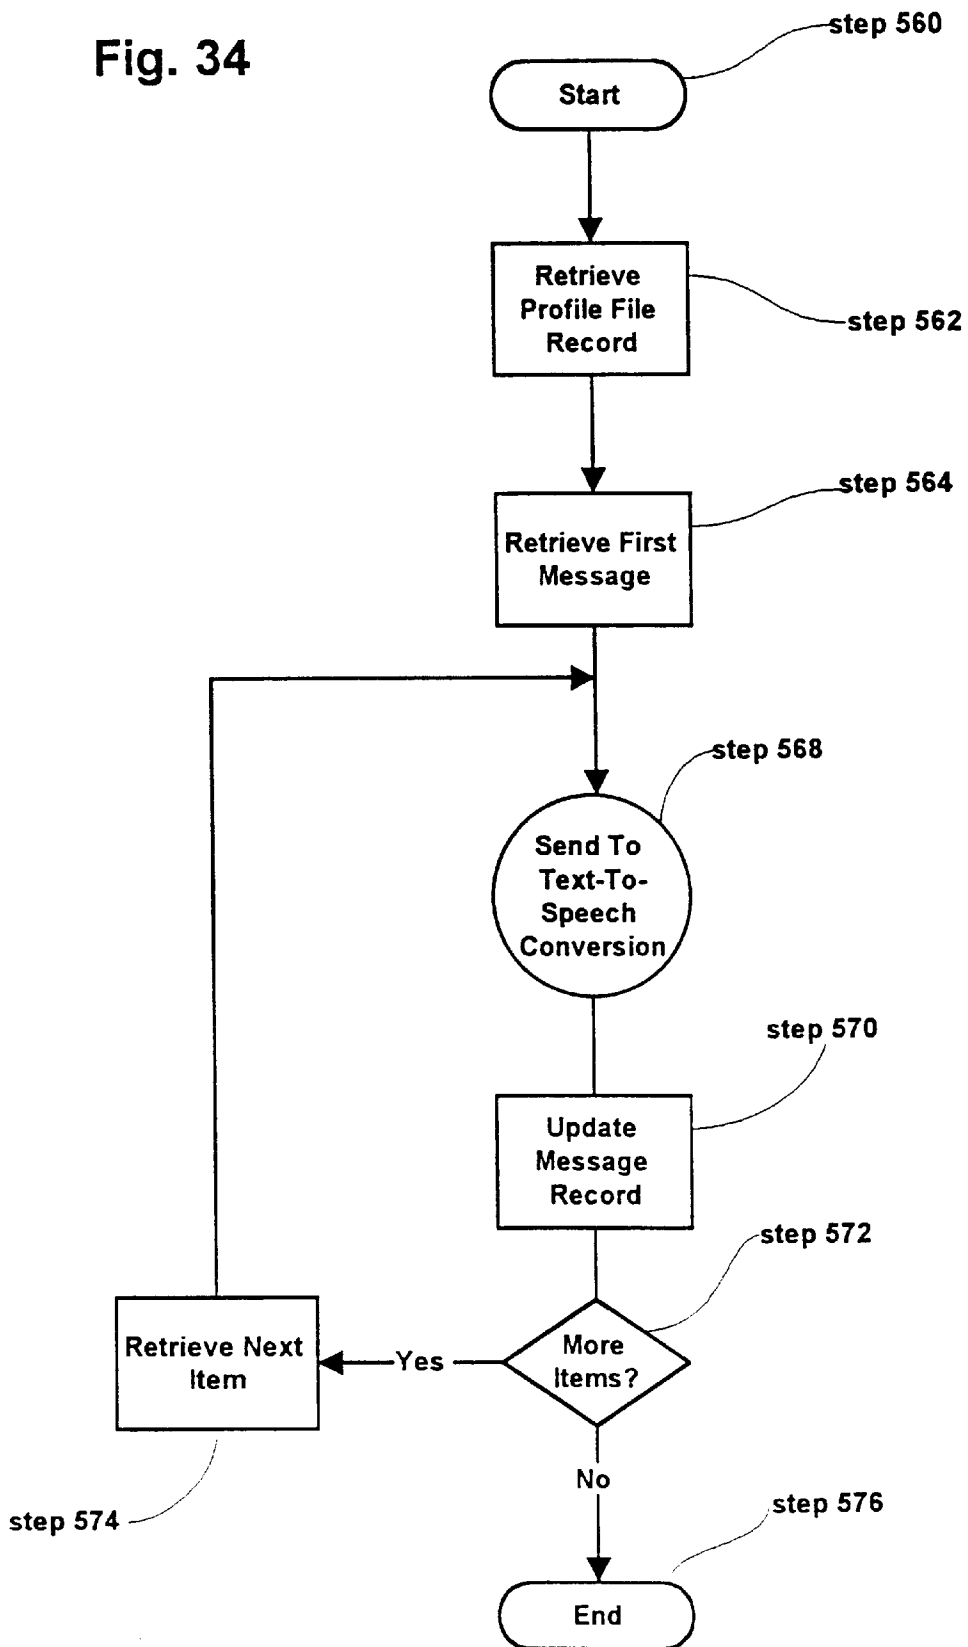 Fig. 34
step 560
Start
Retrieve
Profile File
Record
step 562
step 564
Retrieve First
Message
step 568
Send To
Text-To-
Speech
Conversion
step 570
Update
Message
Record
step 572
More
Items?
Yes
Retrieve Next
Item
step 574
No
step 576
End